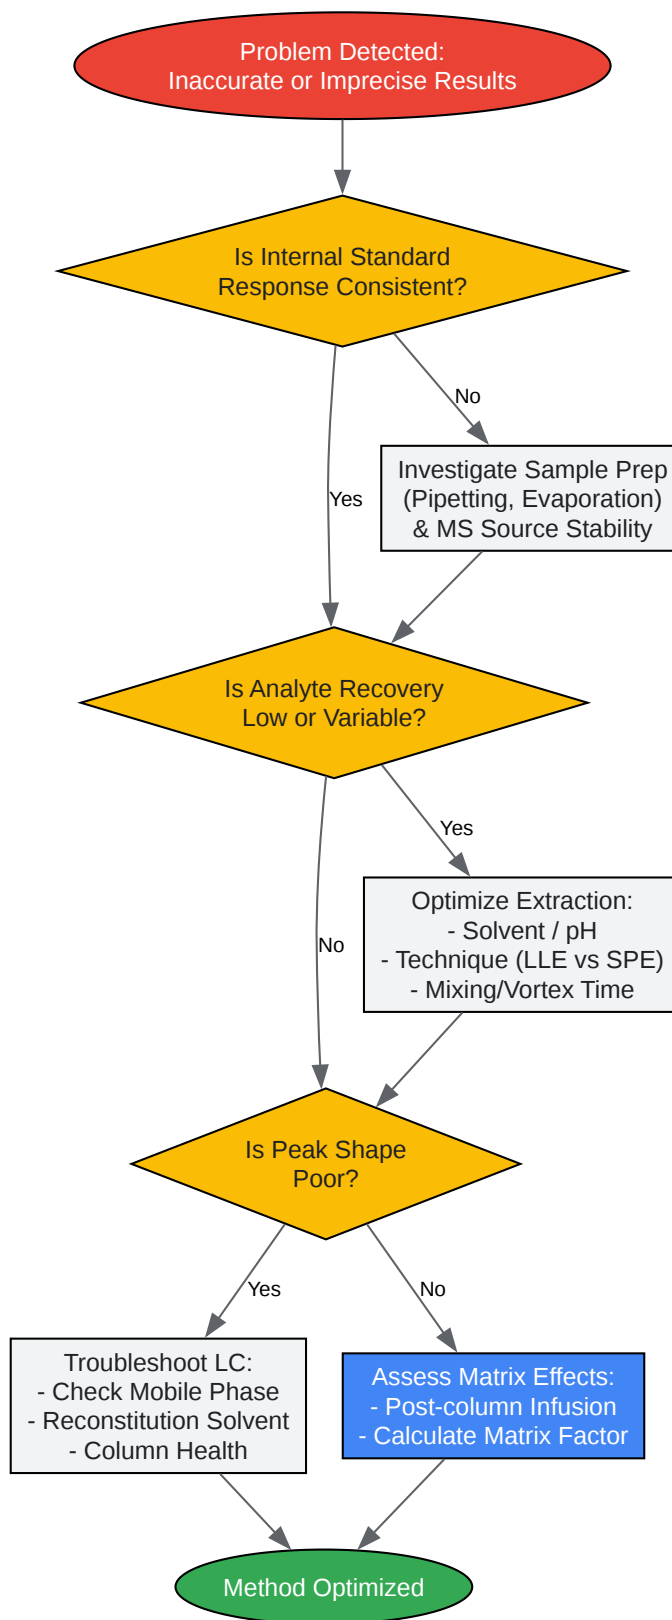 Problem Detected:
Inaccurate or Imprecise Results
Is Internal Standard
Response Consistent?
No
Yes
Investigate Sample Prep
(Pipetting, Evaporation)
& MS Source Stability
Is Analyte Recovery
Low or Variable?
Yes
No
Optimize Extraction:
- Solvent / pH
- Technique (LLE vs SPE)
- Mixing/Vortex Time
Is Peak Shape
Poor?
Yes
No
Troubleshoot LC:
- Check Mobile Phase
- Reconstitution Solvent
- Column Health
Assess Matrix Effects:
- Post-column Infusion
- Calculate Matrix Factor
Method Optimized